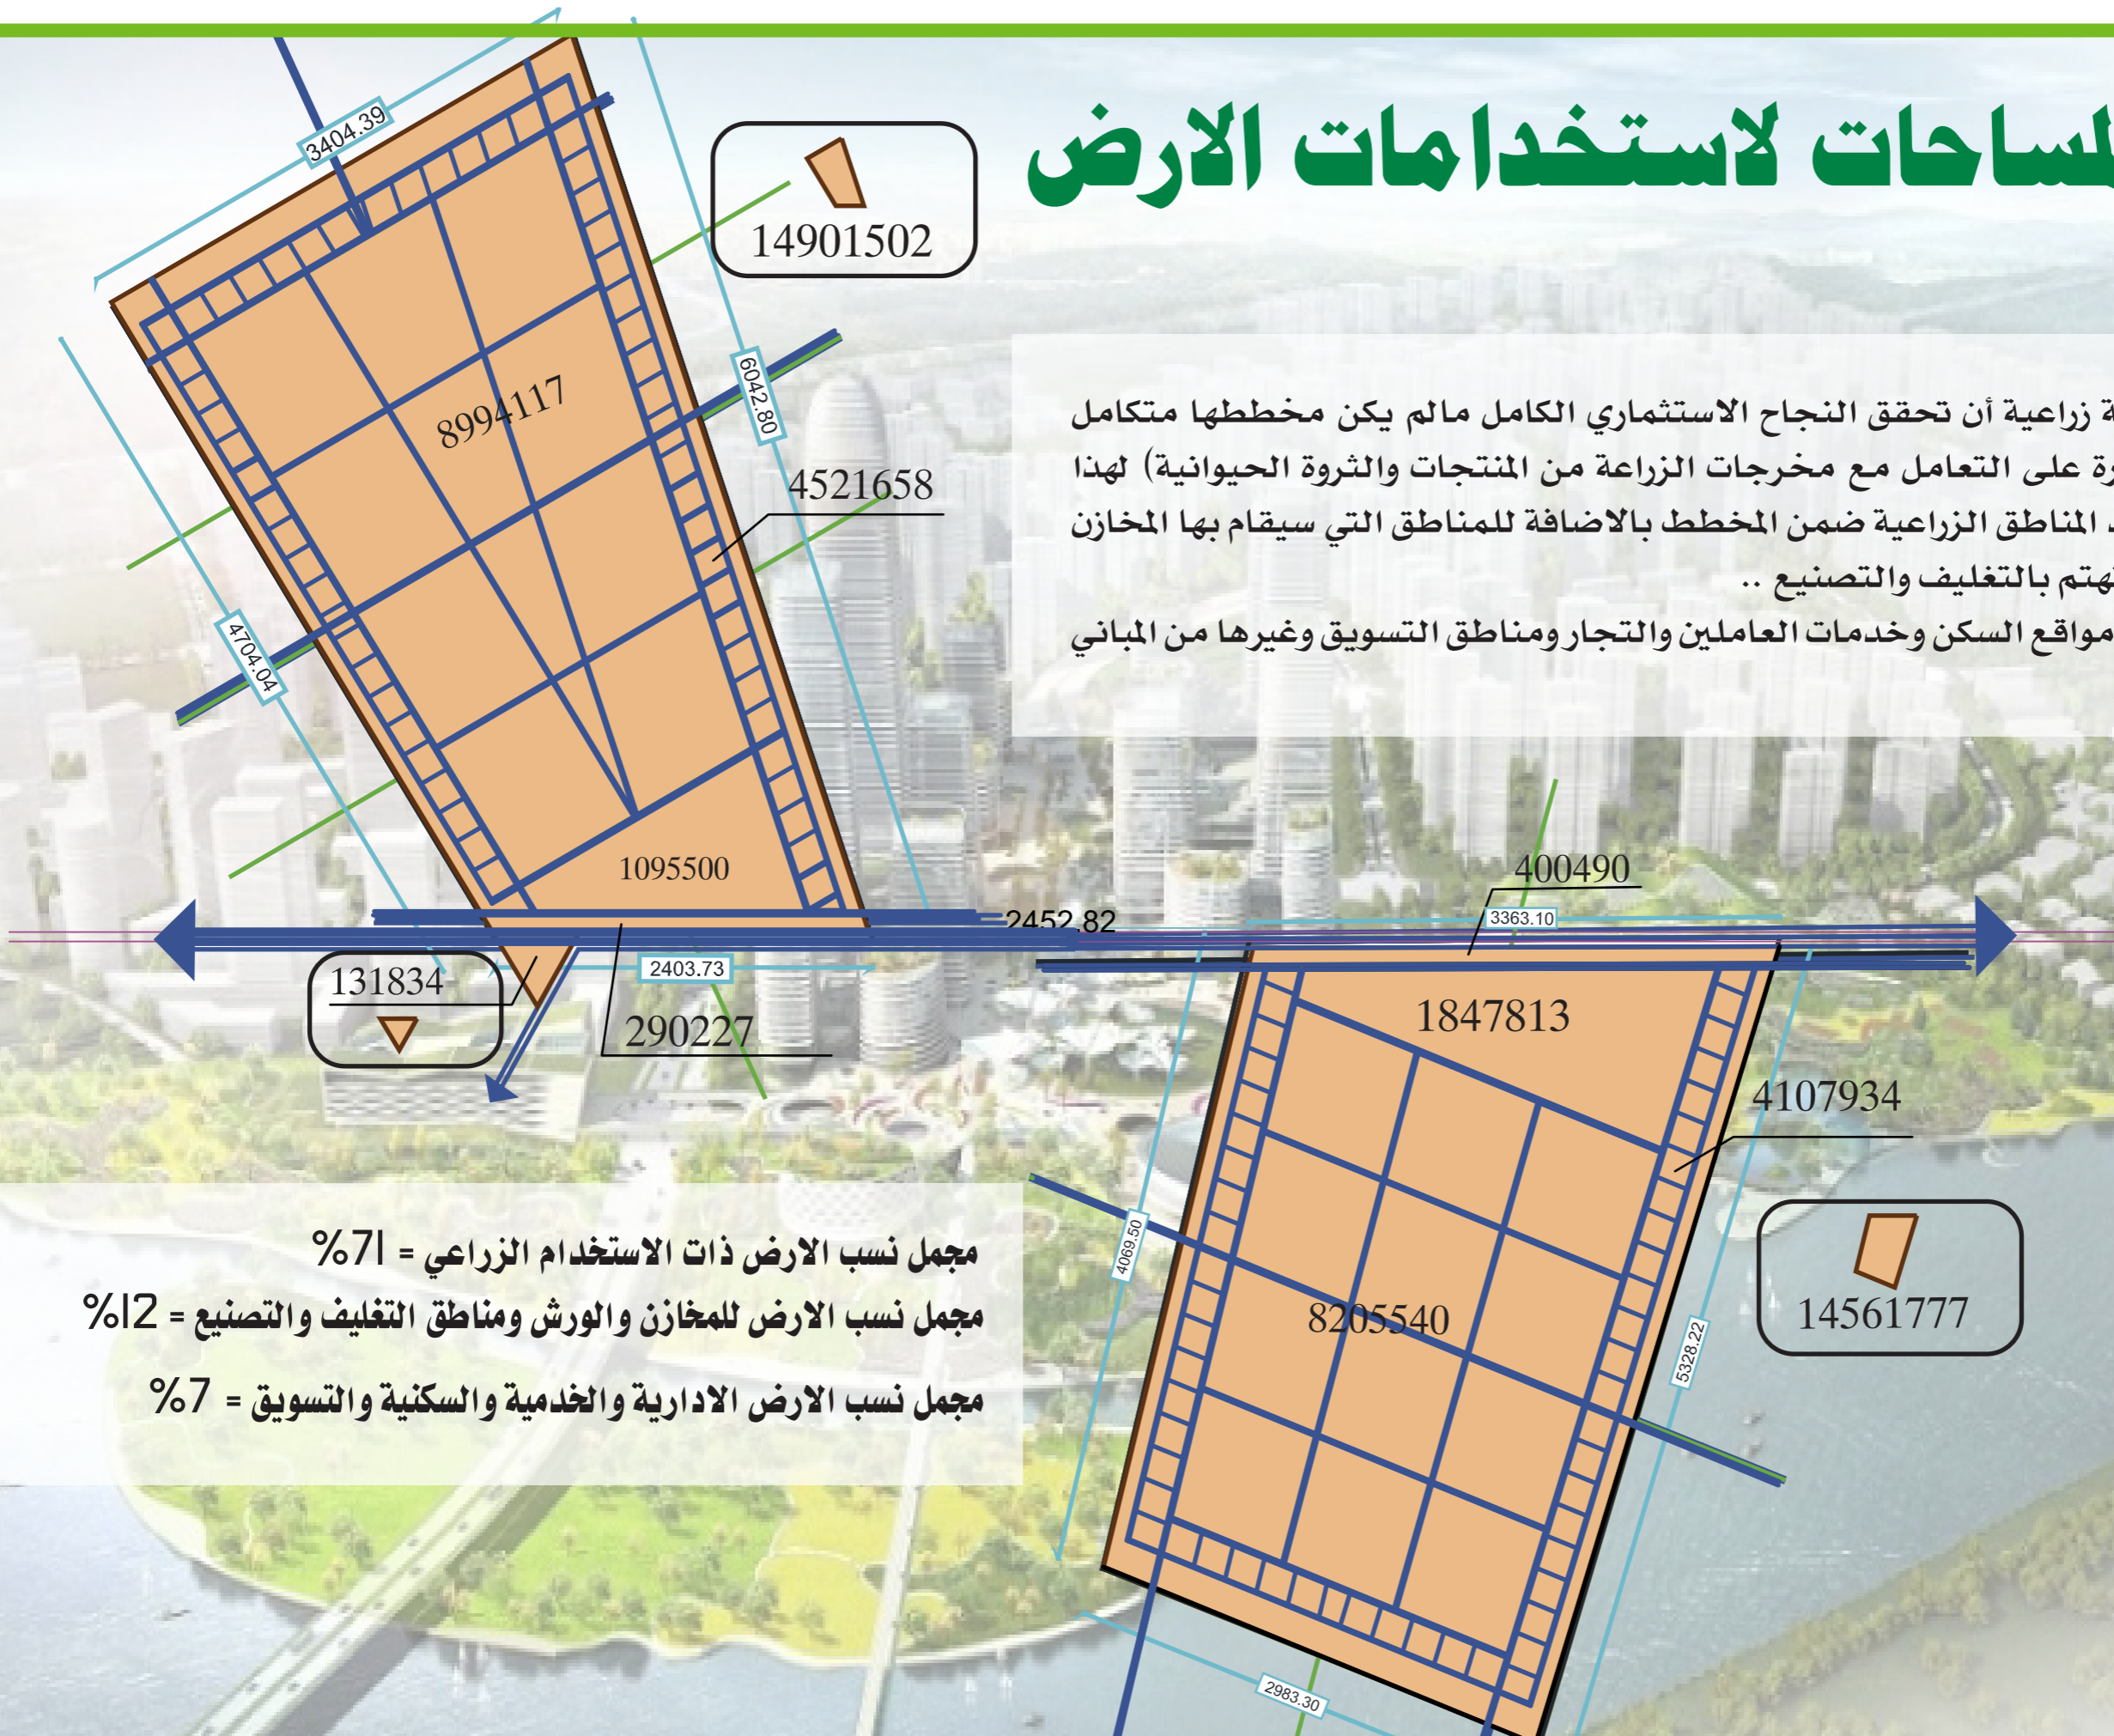 لمساحات لاستخدامات الارض
3404.39
14901502
6042.80
8994117
4521658
4704.04
زراعية أن تحقق النجاح الاستثماري الكامل مالم يكن مخططها متكامل
على التعامل مع مخرجات الزراعة من المنتجات والثروة الحيوانية) لهذا
المناطق الزراعية ضمن المخطط بالاضافة للمناطق التي سيقام بها المخازن
تهتم بالتغليف والتصنيع ..
مواقع السكن وخدمات العاملين والتجار ومناطق التسويق وغيرها من المباني
1095500
400490
2452.82
3363.10
131834
2403.73
290227
1847813
4107934
4069.50
8205540
14561777
5328.22
2983.30
مجمل نسب الارض ذات الاستخدام الزراعي = 71%
مجمل نسب الارض للمخازن والورش ومناطق التغليف والتصنيع = 12%
مجمل نسب الارض الادارية والخدمية والسكنية والتسويق = 7%